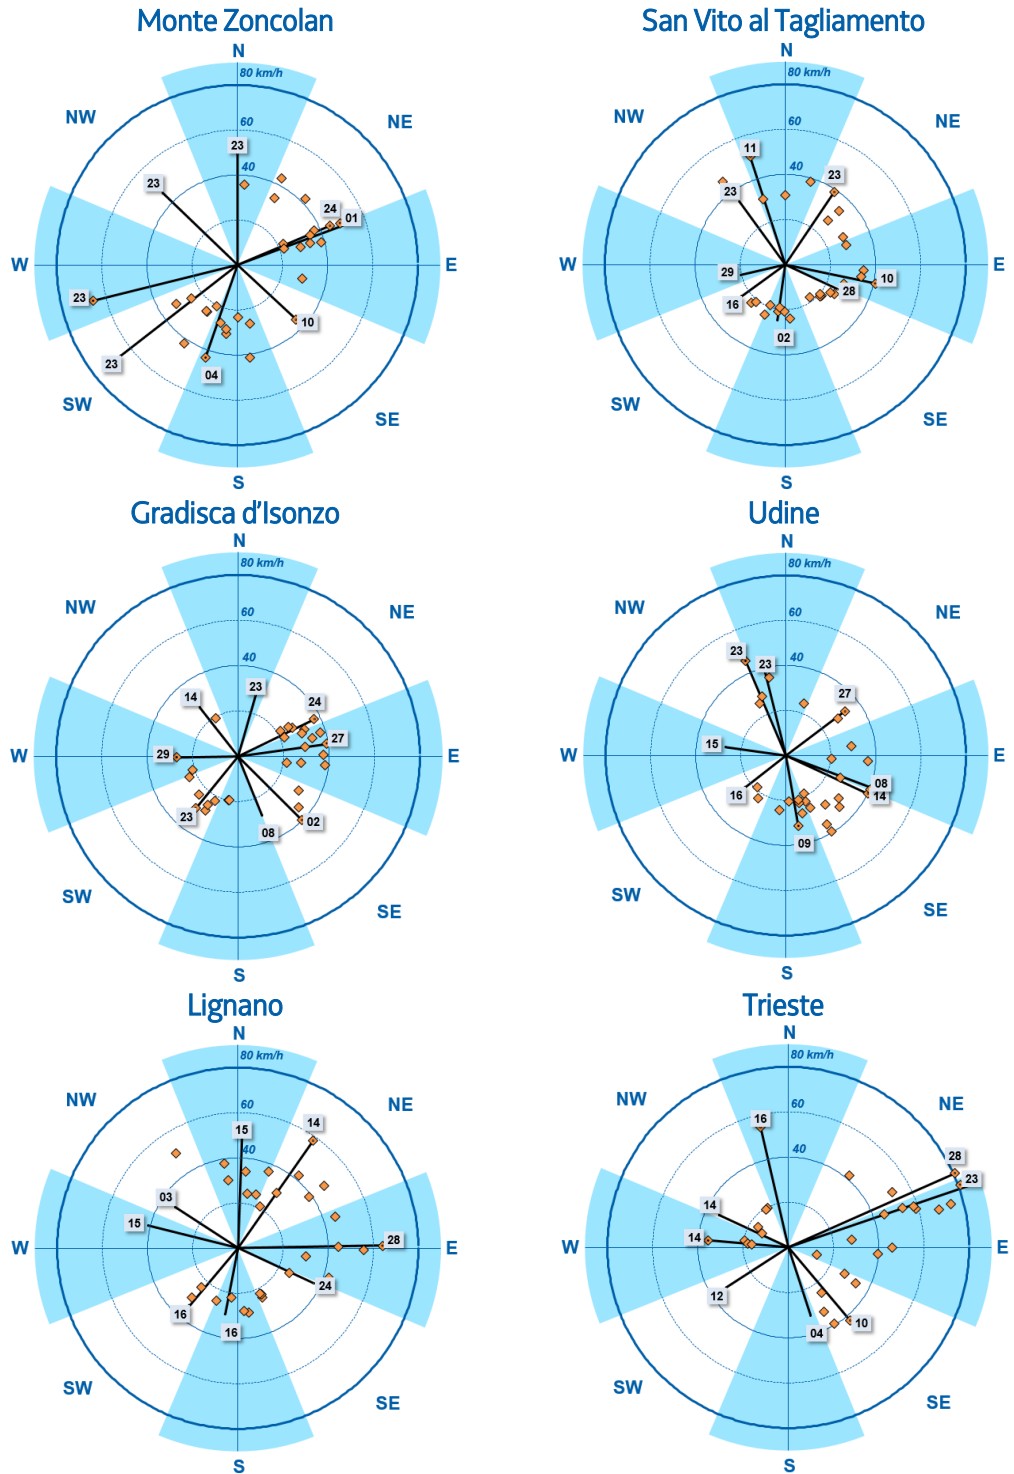 Monte Zoncolan
N
80 km/h
NW
NE
60
23
40
23
24
01
W
E
23
10
23
04
SW
SE
S
San Vito al Tagliamento
N
80 km/h
NW
NE
60
11
40
23
23
W
29
10
E
28
16
02
SW
SE
S
Gradisca d'Isonzo
N
80 km/h
NW
NE
60
40
14
23
24
27
W
29
E
23
08
02
SW
SE
S
Udine
N
80 km/h
NW
NE
60
23
23
40
27
15
W
E
08
14
16
09
SW
SE
S
Lignano
N
80 km/h
NW
NE
60
15
14
40
03
15
W
28
E
24
16
16
SW
SE
S
Trieste
N
80 km/h
NW
NE
60
16
40
28
23
14
14
W
E
12
04
10
SW
SE
S